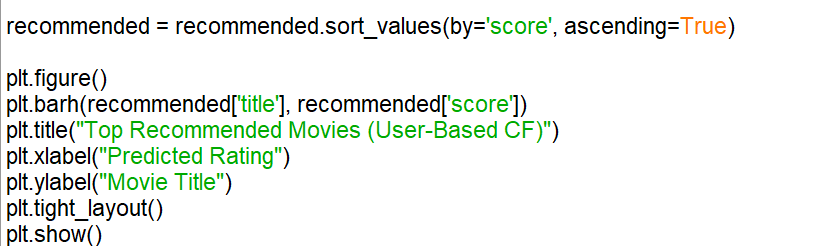 recommended = recommended.sort_values(by='score', ascending=True)
plt.figure()
plt.barh(recommended['title'], recommended['score'])
plt.title("Top Recommended Movies (User-Based CF)")
plt.xlabel("Predicted Rating")
plt.ylabel("Movie Title")
plt.tight_layout()
plt.show()